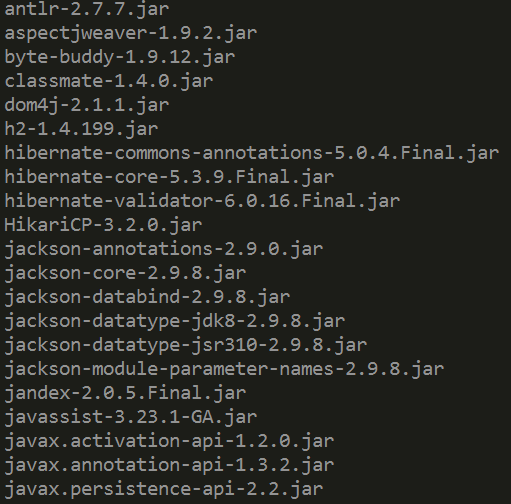 antlr-2.7.7.jar
aspectjweaver-1.9.2.jar
byte-buddy-1.9.12.jar
classmate-1.4.0.jar
dom4j-2.1.1.jar
h2-1.4.199.jar
hibernate-commons-annotations-5.0.4.Final.jar
hibernate-core-5.3.9.Final.jar
hibernate-validator-6.0.16.Final.jar
HikariCP-3.2.0.jar
jackson-annotations-2.9.0.jar
jackson-core-2.9.8.jar
jackson-databind-2.9.8.jar
jackson-datatype-jdk8-2.9.8.jar
jackson-datatype-jsr310-2.9.8.jar
jackson-module-parameter-names-2.9.8.jar
jandex-2.0.5.Final.jar
javassist-3.23.1-GA.jar
javax.activation-api-1.2.0.jar
javax.annotation-api-1.3.2.jar
javax.persistence-api-2.2.jar